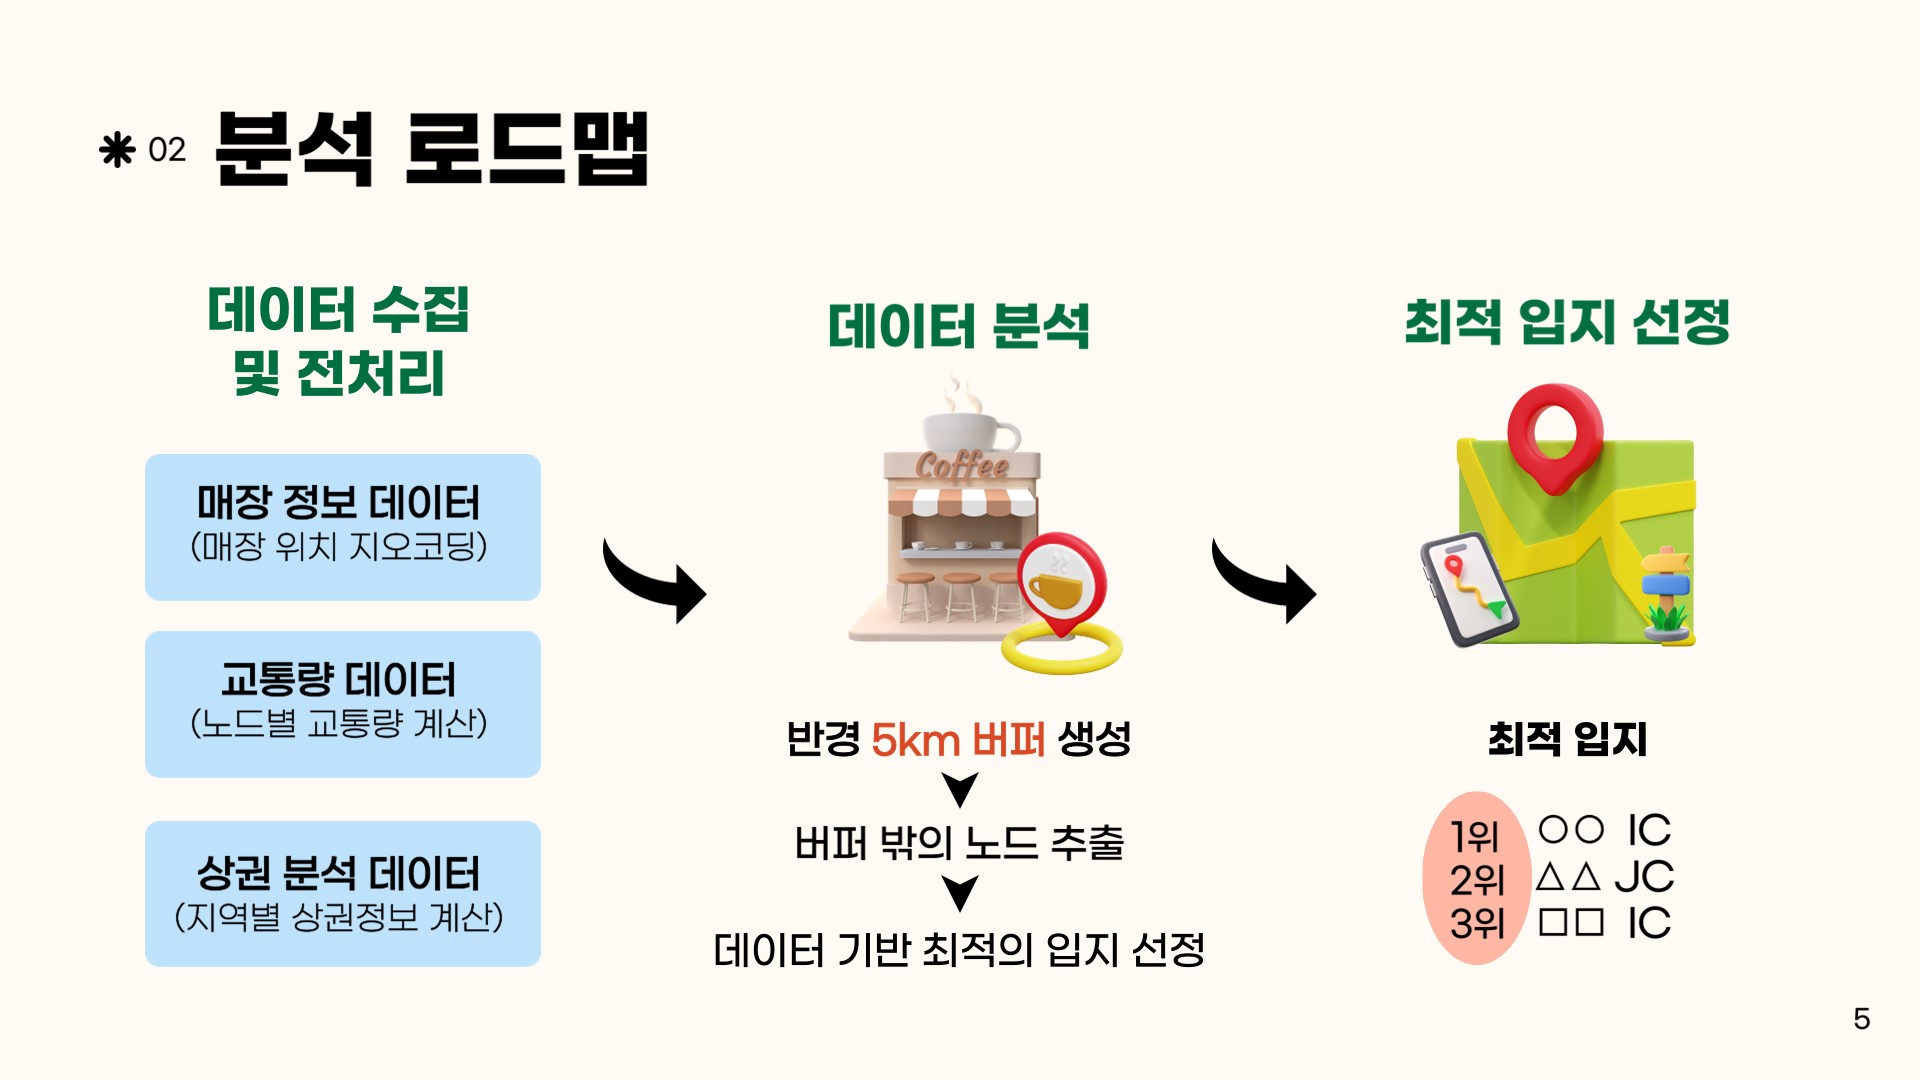 02 분석 로드맵
데이터 수집
및 전처리
매장 정보 데이터
(매장 위치 지오코딩)
교통량 데이터
(노드별 교통량 계산)
상권 분석 데이터
(지역별 상권정보 계산)
데이터 분석
Coffee
반경 5km 버퍼 생성
버퍼 밖의 노드 추출
데이터 기반 최적의 입지 선정
최적 입지 선정
최적 입지
1위 ○○ IC
2위 △△ JC
3위 □□ IC
5